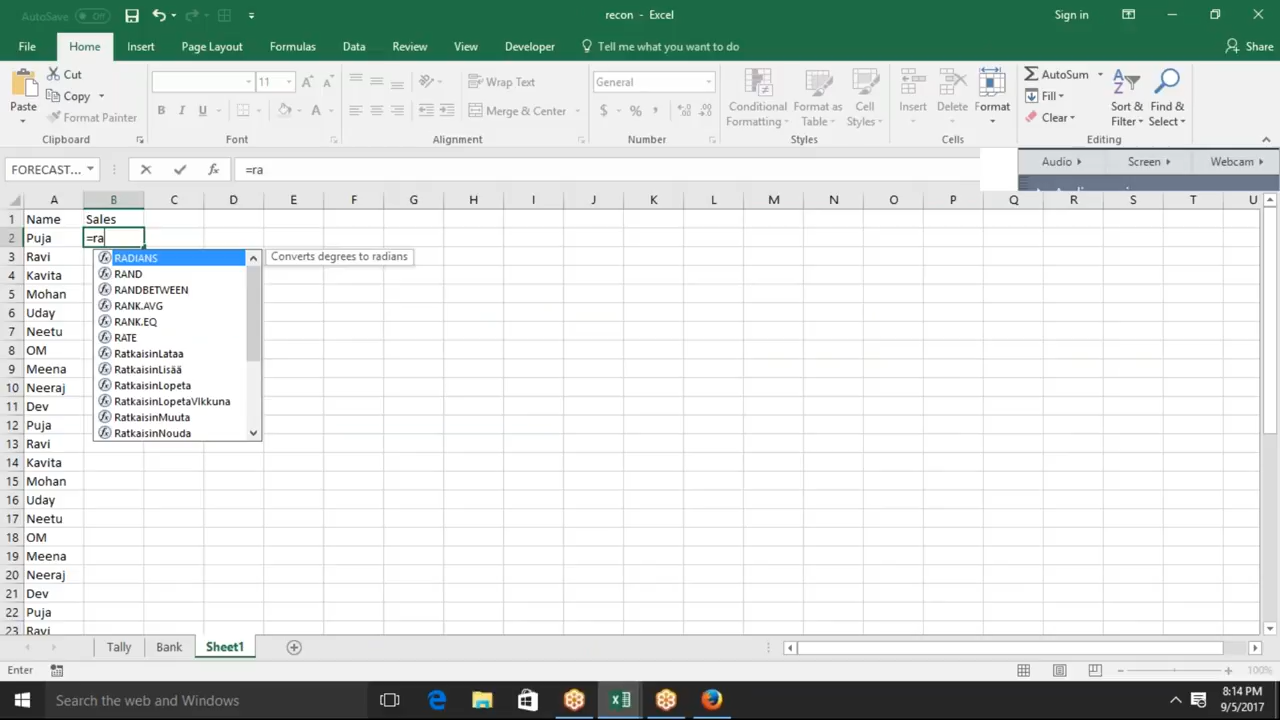 AutoSave Off
recon - Excel
Sign in
File Home Insert Page Layout Formulas Data Review View Developer Tell me what you want to do Share
Paste
Cut
Copy
Format Painter
Clipboard
11
Font
Wrap Text
Merge & Center
Alignment
General
$ % ,
Number
Conditional Formatting
Format as Table
Cell Styles
Styles
Insert
Delete
Format
Cells
AutoSum
Fill
Clear
Sort & Filter
Find & Select
Editing
FORECAST... =ra
Audio Screen Webcam
A B C D E F G H I J K L M N O P Q R S T U
1 Name Sales
2 Puja =ra
3 Ravi
4 Kavita
5 Mohan
6 Uday
7 Neetu
8 OM
9 Meena
10 Neeraj
11 Dev
12 Puja
13 Ravi
14 Kavita
15 Mohan
16 Uday
17 Neetu
18 OM
19 Meena
20 Neeraj
21 Dev
22 Puja
23 Ravi
RADIANS
Converts degrees to radians
RAND
RANDBETWEEN
RANK.AVG
RANK.EQ
RATE
RatkaisinLataa
RatkaisinLisää
RatkaisinLopeta
RatkaisinLopetaVIkkuna
RatkaisinMuuta
RatkaisinNouda
Tally Bank Sheet1
Enter
100%
Search the web and Windows
8:14 PM
9/5/2017